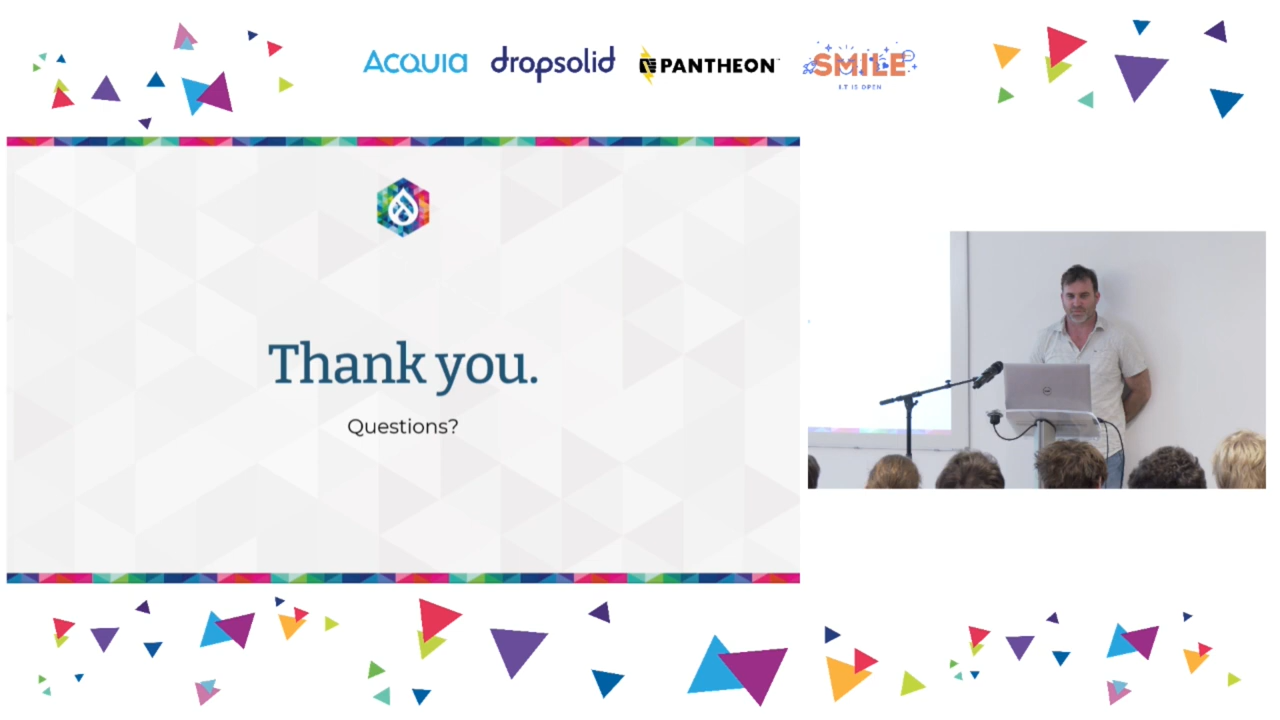 ACQUIA
dropsolid
PANTHEON
SMILE
I.T IS OPEN
Thank you.
Questions?